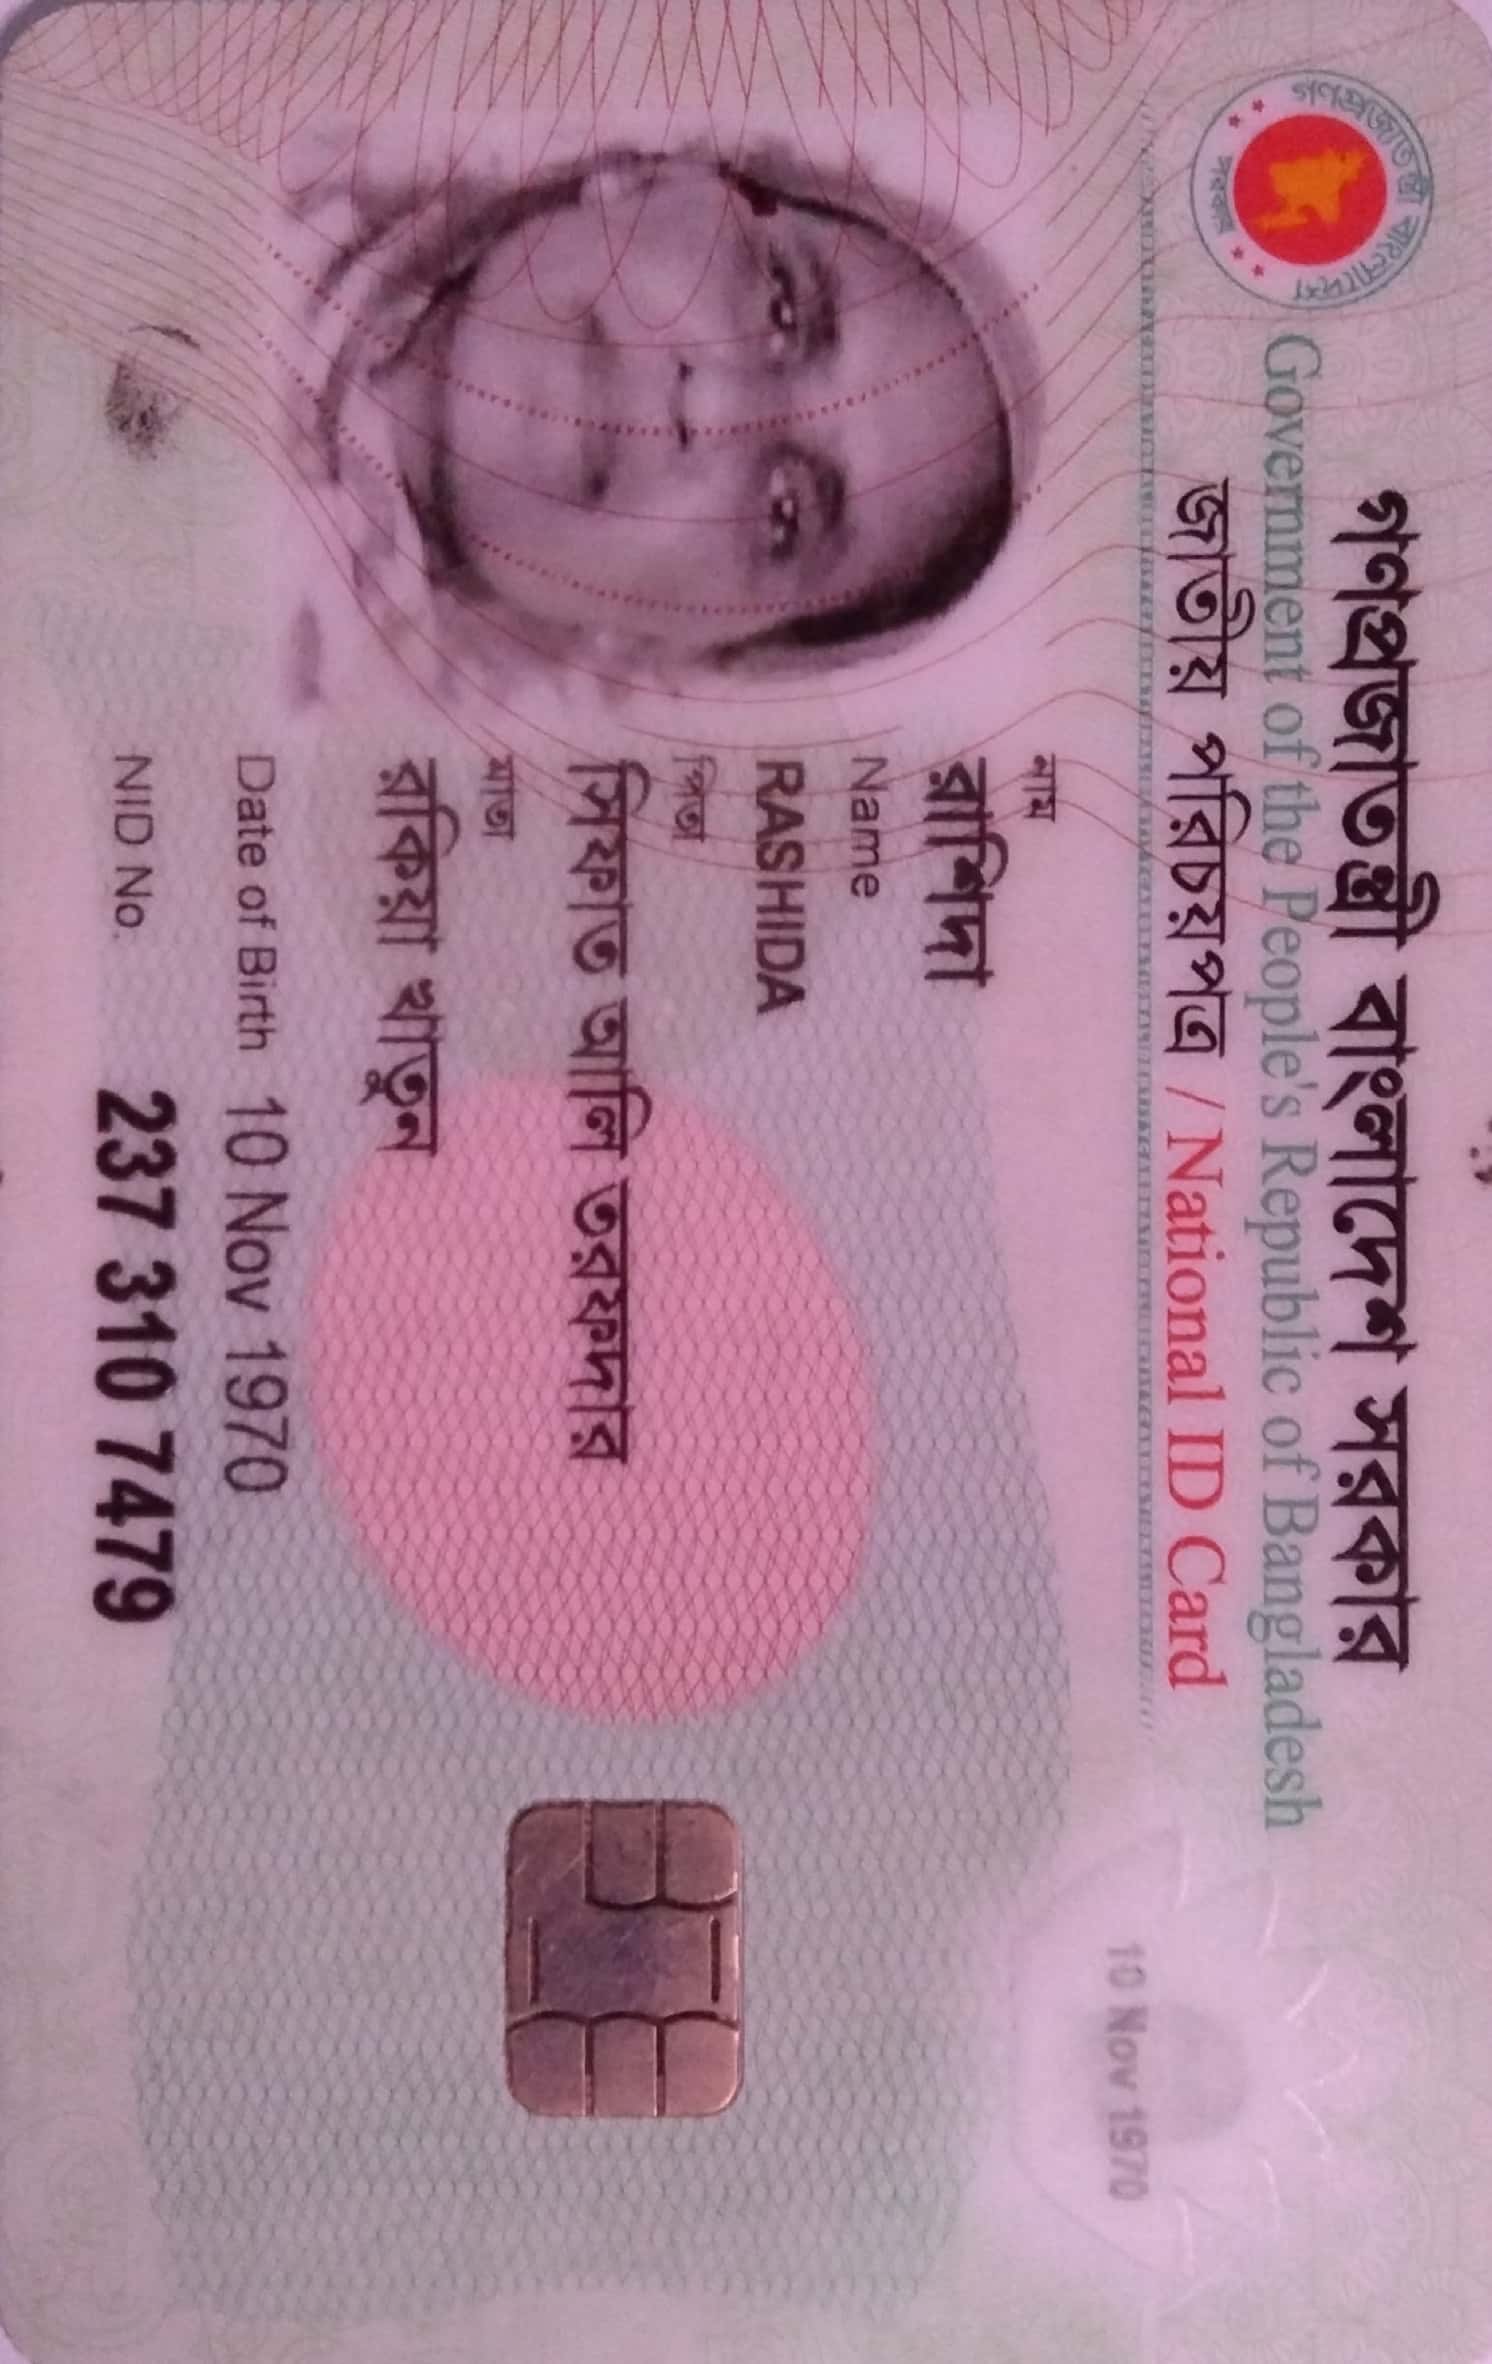 গণপ্রজাতন্ত্রী বাংলাদেশ সরকার
Government of the People's Republic of Bangladesh
জাতীয় পরিচয়পত্র / National ID Card
গণপ্রজাতন্ত্রী বাংলাদেশ
সরকার
10 Nov 1970
নাম
রাশিদা
Name
RASHIDA
পিতা
সিফাত আলি তরফদার
মাতা
রকিয়া খাতুন
Date of Birth 10 Nov 1970
NID No. 237 310 7479